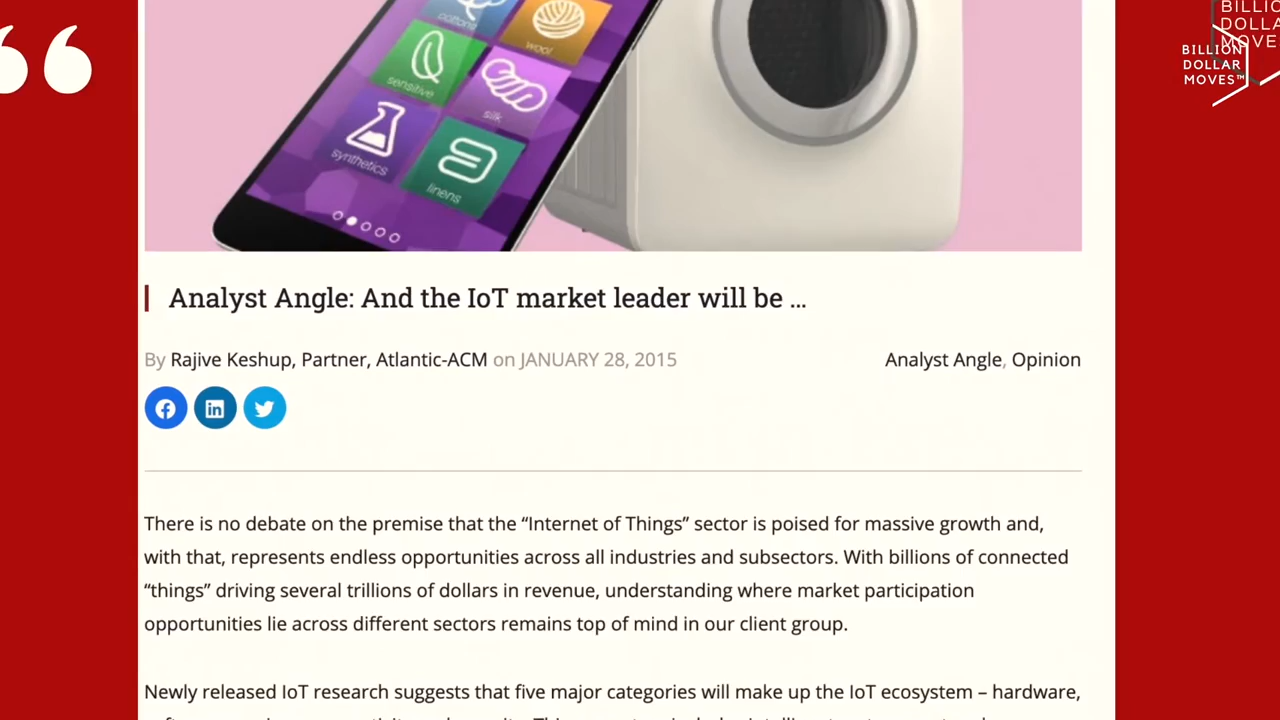 BILLION
DOLLAR
MOVE
BILLION
DOLLAR
MOVES™
cottons
wool
sensitive
silk
synthetics
linens
Analyst Angle: And the IoT market leader will be ...
By Rajive Keshup, Partner, Atlantic-ACM on JANUARY 28, 2015
Analyst Angle, Opinion
There is no debate on the premise that the “Internet of Things” sector is poised for massive growth and,
with that, represents endless opportunities across all industries and subsectors. With billions of connected
“things” driving several trillions of dollars in revenue, understanding where market participation
opportunities lie across different sectors remains top of mind in our client group.
Newly released IoT research suggests that five major categories will make up the IoT ecosystem – hardware,